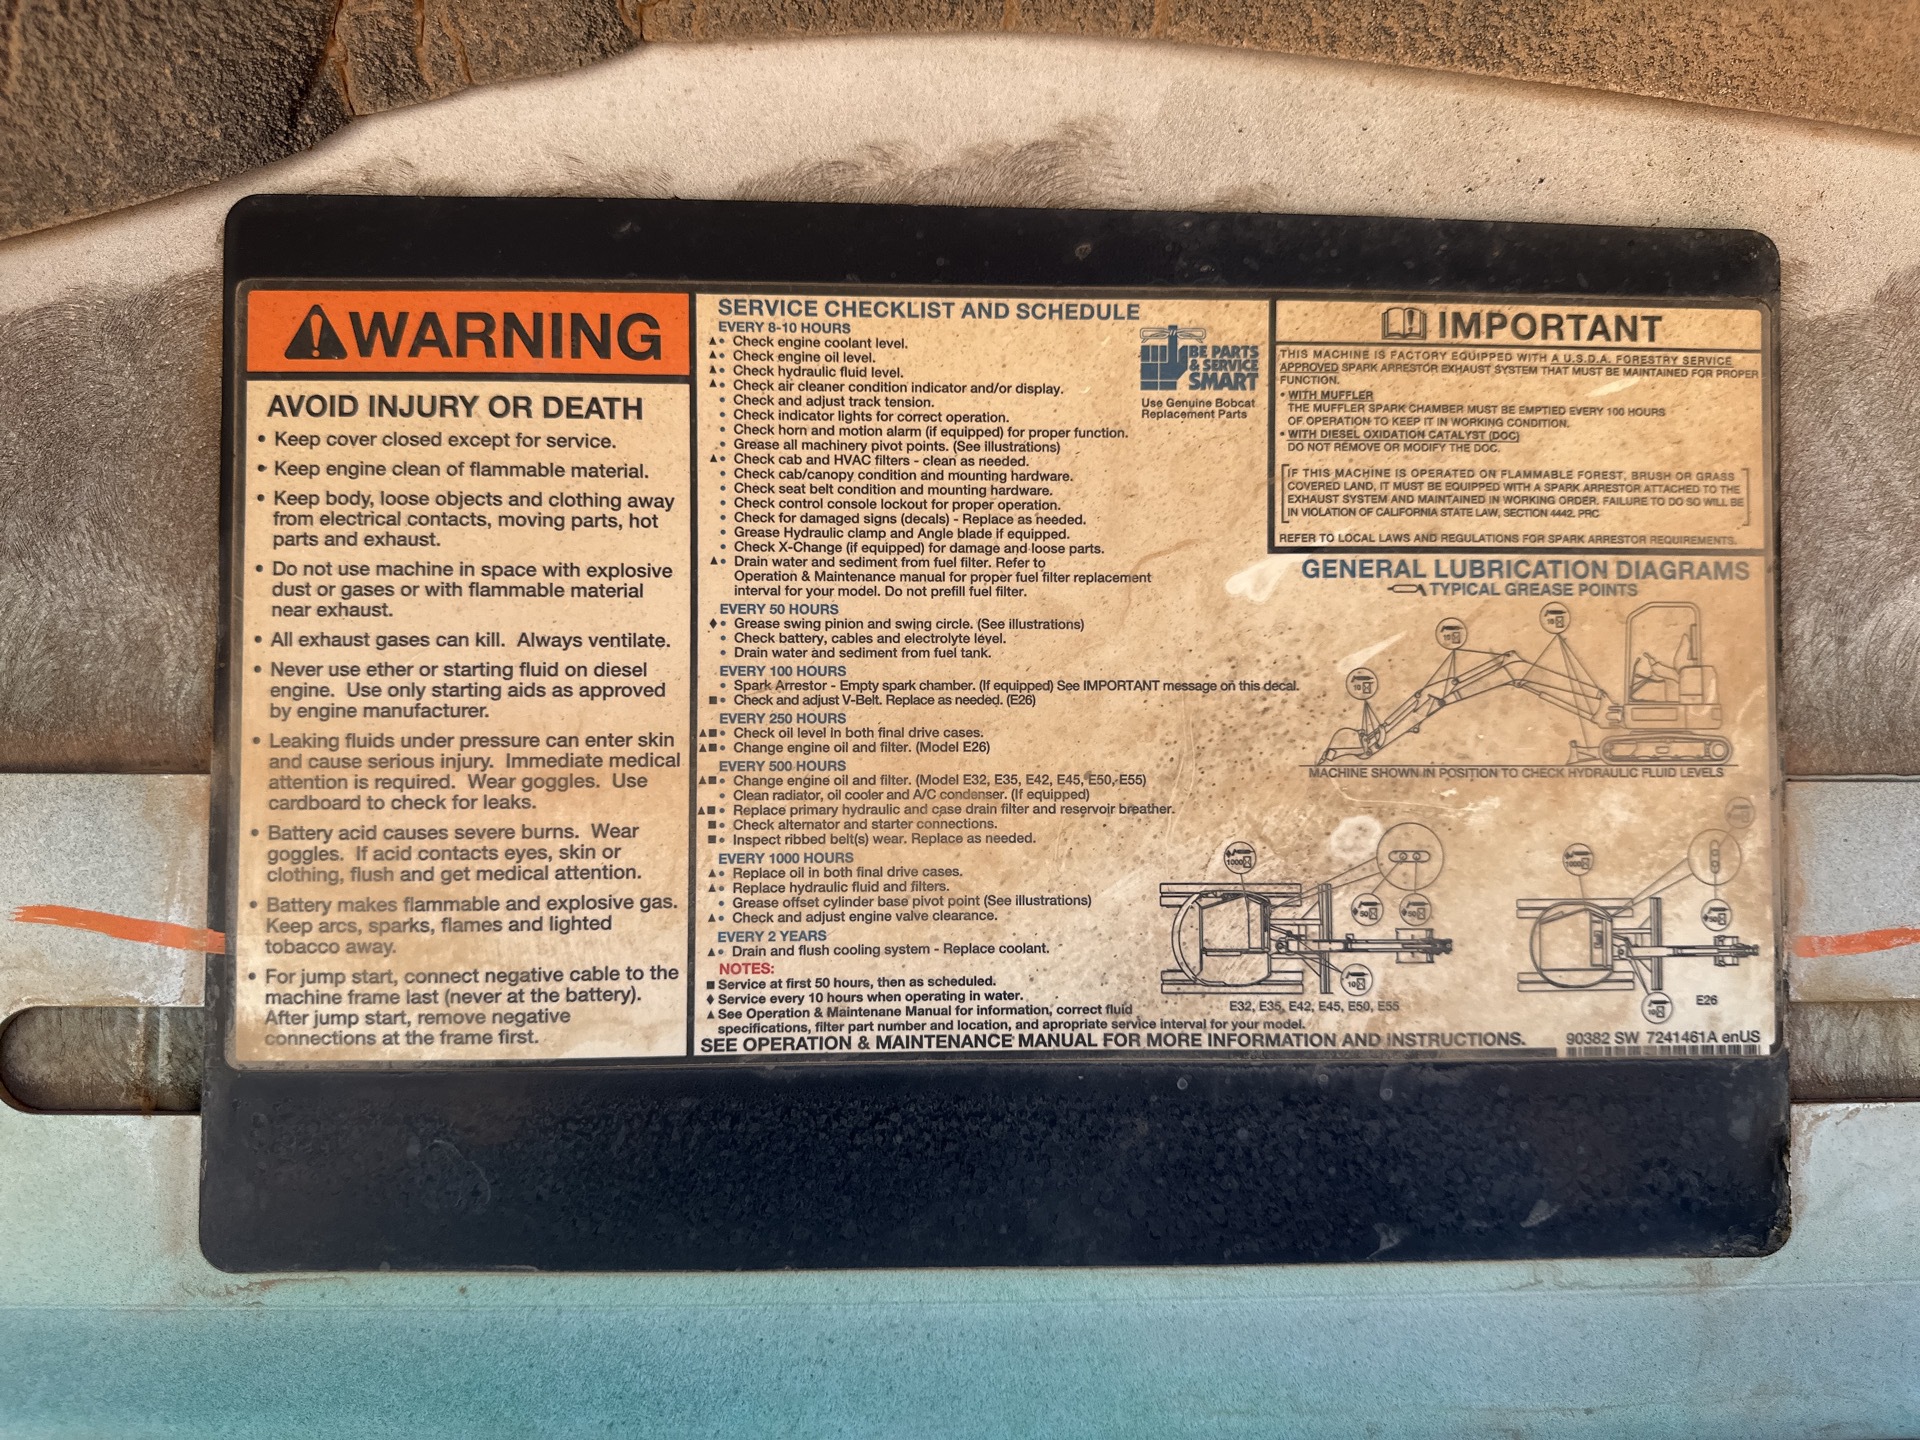 WARNING
AVOID INJURY OR DEATH
• Keep cover closed except for service.
• Keep engine clean of flammable material.
• Keep body, loose objects and clothing away
from electrical contacts, moving parts, hot
parts and exhaust.
• Do not use machine in space with explosive
dust or gases or with flammable material
near exhaust.
• All exhaust gases can kill. Always ventilate.
• Never use ether or starting fluid on diesel
engine. Use only starting aids as approved
by engine manufacturer.
• Leaking fluids under pressure can enter skin
and cause serious injury. Immediate medical
attention is required. Wear goggles. Use
cardboard to check for leaks.
• Battery acid causes severe burns. Wear
goggles. If acid contacts eyes, skin or
clothing, flush and get medical attention.
• Battery makes flammable and explosive gas.
Keep arcs, sparks, flames and lighted
tobacco away.
• For jump start, connect negative cable to the
machine frame last (never at the battery).
After jump start, remove negative
connections at the frame first.
SERVICE CHECKLIST AND SCHEDULE
EVERY 8-10 HOURS
▲• Check engine coolant level.
▲• Check engine oil level.
▲• Check hydraulic fluid level.
▲• Check air cleaner condition indicator and/or display.
• Check and adjust track tension.
• Check indicator lights for correct operation.
• Check horn and motion alarm (if equipped) for proper function.
• Grease all machinery pivot points. (See illustrations)
▲• Check cab and HVAC filters - clean as needed.
• Check cab/canopy condition and mounting hardware.
• Check seat belt condition and mounting hardware.
• Check control console lockout for proper operation.
• Check for damaged signs (decals) - Replace as needed.
• Grease Hydraulic clamp and Angle blade if equipped.
• Check X-Change (if equipped) for damage and loose parts.
▲• Drain water and sediment from fuel filter. Refer to
Operation & Maintenance manual for proper fuel filter replacement
interval for your model. Do not prefill fuel filter.
EVERY 50 HOURS
♦• Grease swing pinion and swing circle. (See illustrations)
• Check battery, cables and electrolyte level.
• Drain water and sediment from fuel tank.
EVERY 100 HOURS
• Spark Arrestor - Empty spark chamber. (If equipped) See IMPORTANT message on this decal.
■• Check and adjust V-Belt. Replace as needed. (E26)
EVERY 250 HOURS
▲■• Check oil level in both final drive cases.
▲■• Change engine oil and filter. (Model E26)
EVERY 500 HOURS
▲■• Change engine oil and filter. (Model E32, E35, E42, E45, E50, E55)
• Clean radiator, oil cooler and A/C condenser. (If equipped)
▲■• Replace primary hydraulic and case drain filter and reservoir breather.
■• Check alternator and starter connections.
■• Inspect ribbed belt(s) wear. Replace as needed.
EVERY 1000 HOURS
▲• Replace oil in both final drive cases.
▲• Replace hydraulic fluid and filters.
• Grease offset cylinder base pivot point (See illustrations)
▲• Check and adjust engine valve clearance.
EVERY 2 YEARS
▲• Drain and flush cooling system - Replace coolant.
NOTES:
■ Service at first 50 hours, then as scheduled.
♦ Service every 10 hours when operating in water.
▲ See Operation & Maintenane Manual for information, correct fluid
specifications, filter part number and location, and apropriate service interval for your model.
SEE OPERATION & MAINTENANCE MANUAL FOR MORE INFORMATION AND INSTRUCTIONS.
BE PARTS
& SERVICE
SMART
Use Genuine Bobcat
Replacement Parts
IMPORTANT
THIS MACHINE IS FACTORY EQUIPPED WITH A U.S.D.A. FORESTRY SERVICE
APPROVED SPARK ARRESTOR EXHAUST SYSTEM THAT MUST BE MAINTAINED FOR PROPER
FUNCTION.
• WITH MUFFLER
THE MUFFLER SPARK CHAMBER MUST BE EMPTIED EVERY 100 HOURS
OF OPERATION TO KEEP IT IN WORKING CONDITION.
• WITH DIESEL OXIDATION CATALYST (DOC)
DO NOT REMOVE OR MODIFY THE DOC.
IF THIS MACHINE IS OPERATED ON FLAMMABLE FOREST, BRUSH OR GRASS
COVERED LAND, IT MUST BE EQUIPPED WITH A SPARK ARRESTOR ATTACHED TO THE
EXHAUST SYSTEM AND MAINTAINED IN WORKING ORDER. FAILURE TO DO SO WILL BE
IN VIOLATION OF CALIFORNIA STATE LAW, SECTION 4442. PRC
REFER TO LOCAL LAWS AND REGULATIONS FOR SPARK ARRESTOR REQUIREMENTS.
GENERAL LUBRICATION DIAGRAMS
TYPICAL GREASE POINTS
10
10
10
MACHINE SHOWN IN POSITION TO CHECK HYDRAULIC FLUID LEVELS
1000
50
50
10
E32, E35, E42, E45, E50, E55
1000
50
10
E26
90382 SW 7241461A enUS